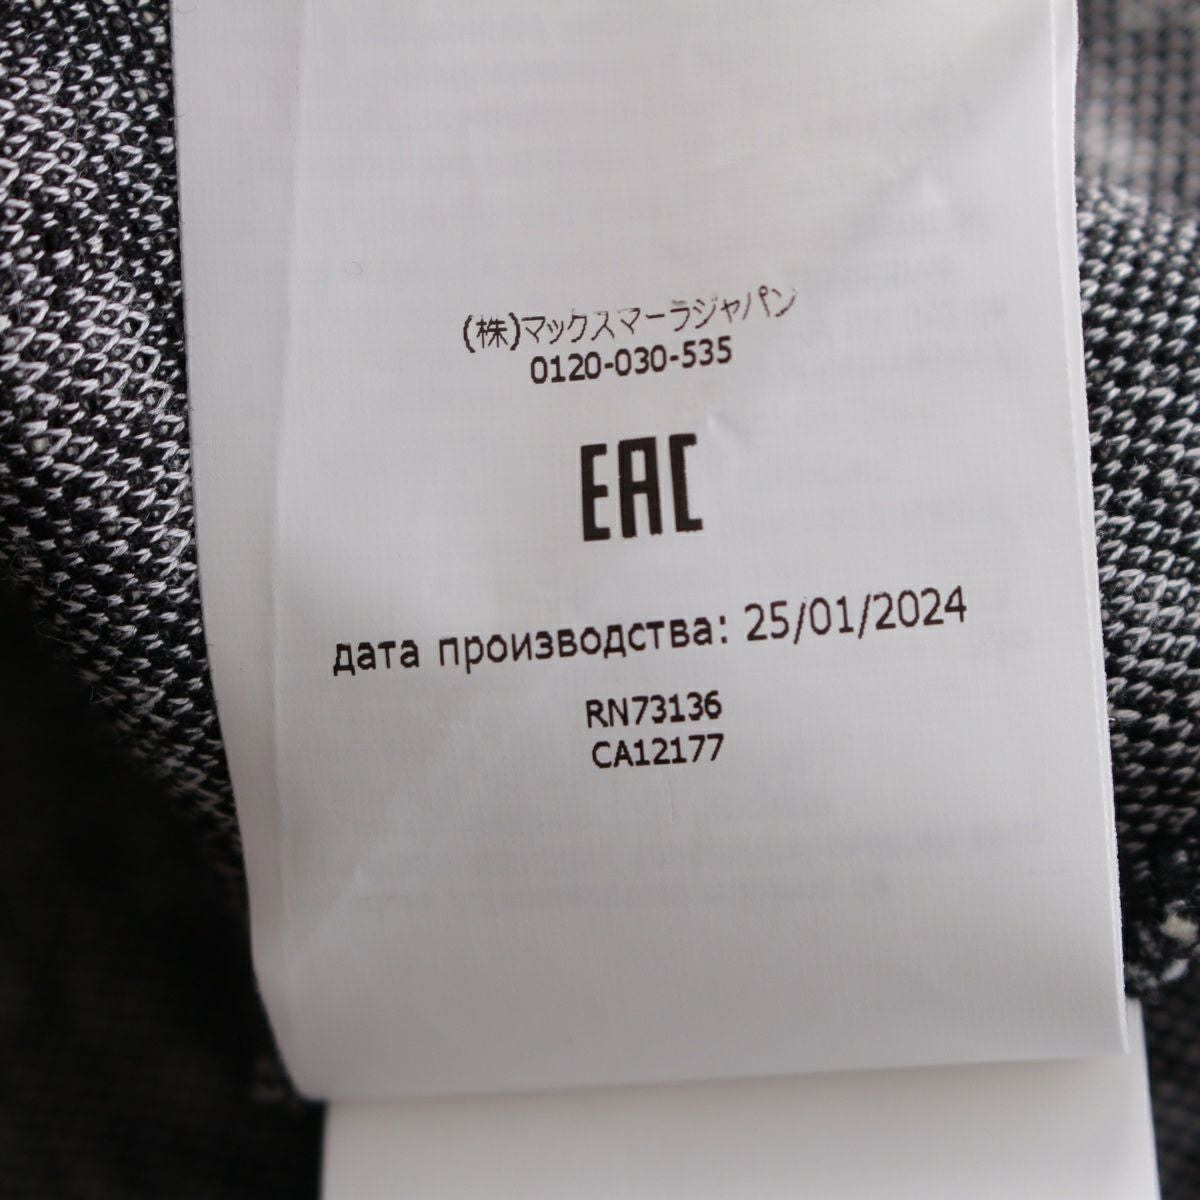 (株)マックスマーラジャパン
0120-030-535
EAC
дата производства: 25/01/2024
RN73136
CA12177